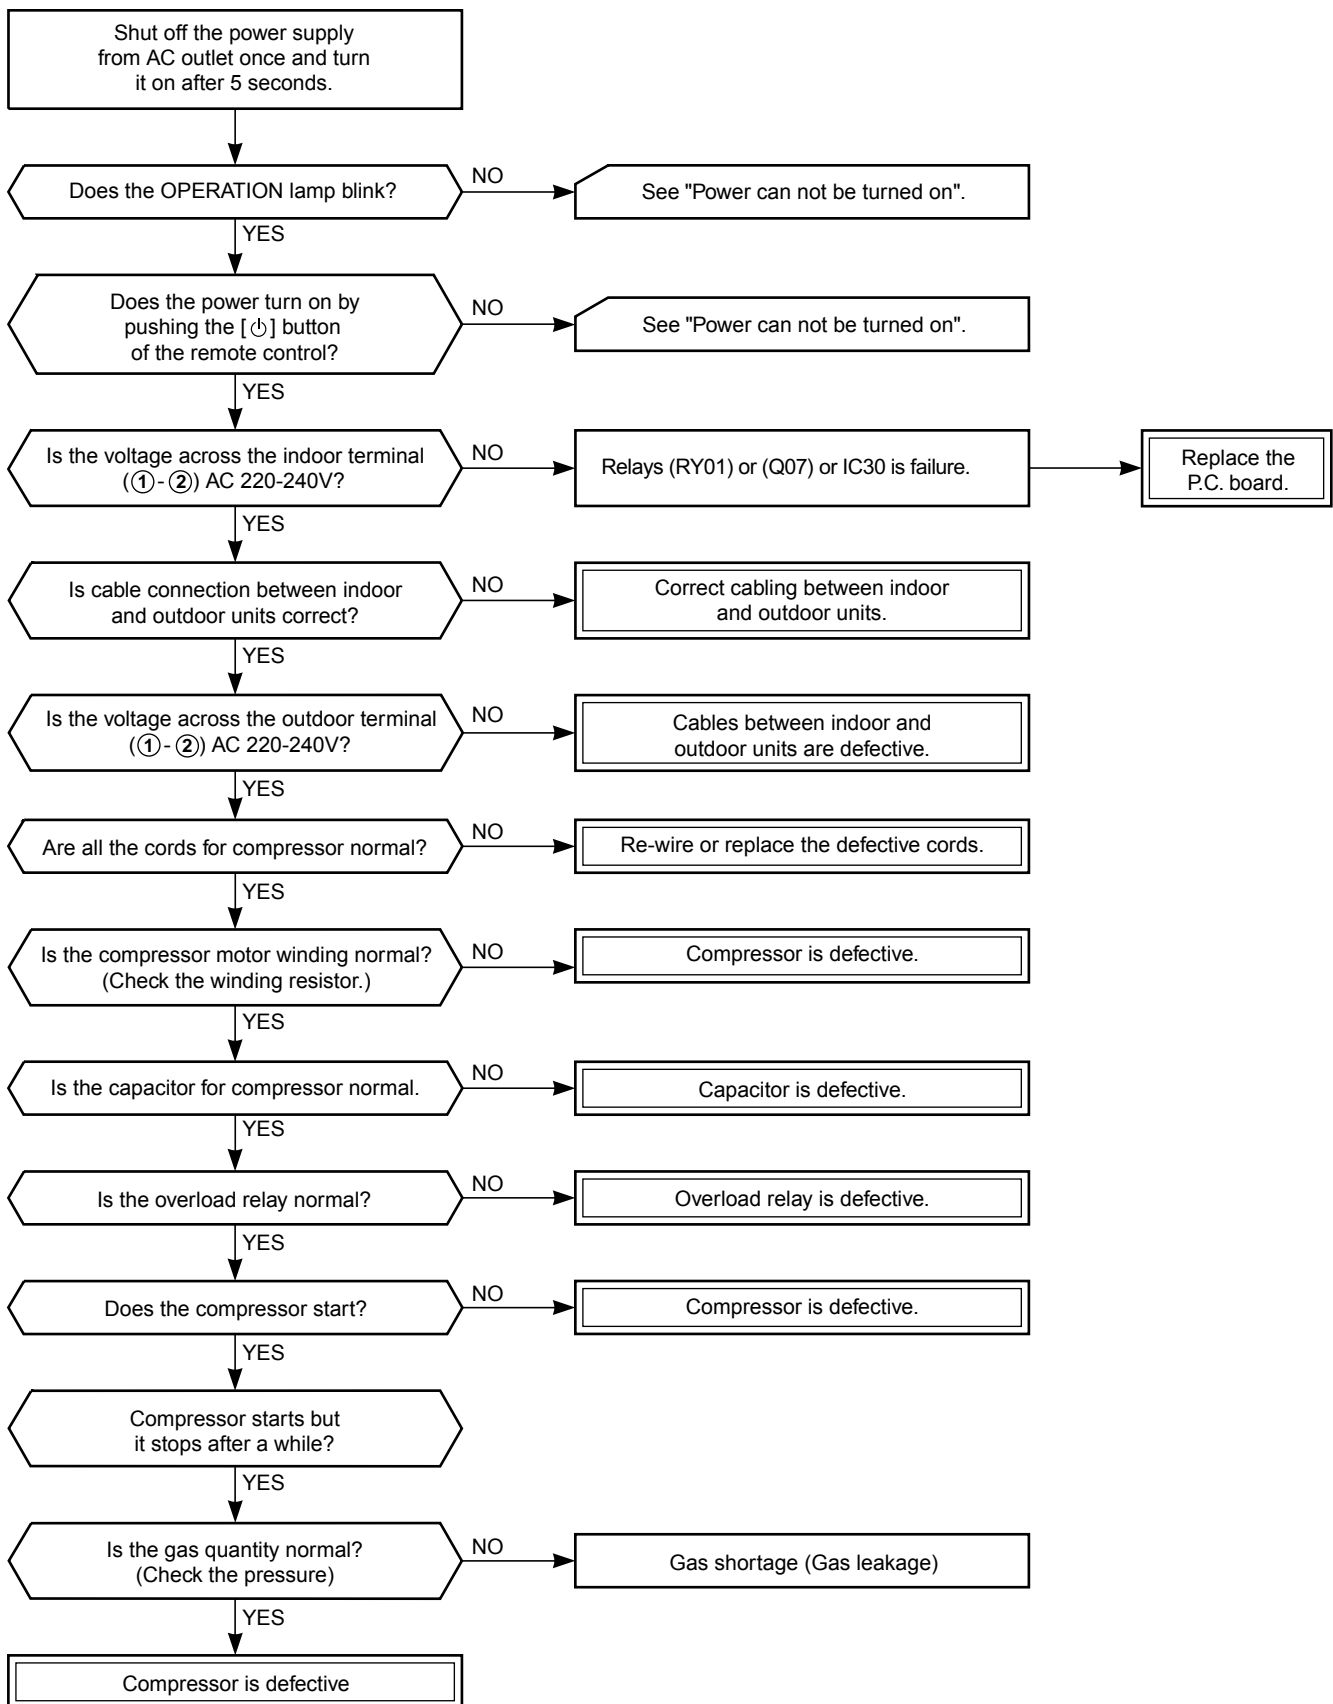 Shut off the power supply
from AC outlet once and turn
it on after 5 seconds.
Does the OPERATION lamp blink?
NO
See "Power can not be turned on".
YES
Does the power turn on by
pushing the [⏻] button
of the remote control?
NO
See "Power can not be turned on".
YES
Is the voltage across the indoor terminal
(①-②) AC 220-240V?
NO
Relays (RY01) or (Q07) or IC30 is failure.
Replace the
P.C. board.
YES
Is cable connection between indoor
and outdoor units correct?
NO
Correct cabling between indoor
and outdoor units.
YES
Is the voltage across the outdoor terminal
(①-②) AC 220-240V?
NO
Cables between indoor and
outdoor units are defective.
YES
Are all the cords for compressor normal?
NO
Re-wire or replace the defective cords.
YES
Is the compressor motor winding normal?
(Check the winding resistor.)
NO
Compressor is defective.
YES
Is the capacitor for compressor normal.
NO
Capacitor is defective.
YES
Is the overload relay normal?
NO
Overload relay is defective.
YES
Does the compressor start?
NO
Compressor is defective.
YES
Compressor starts but
it stops after a while?
YES
Is the gas quantity normal?
(Check the pressure)
NO
Gas shortage (Gas leakage)
YES
Compressor is defective